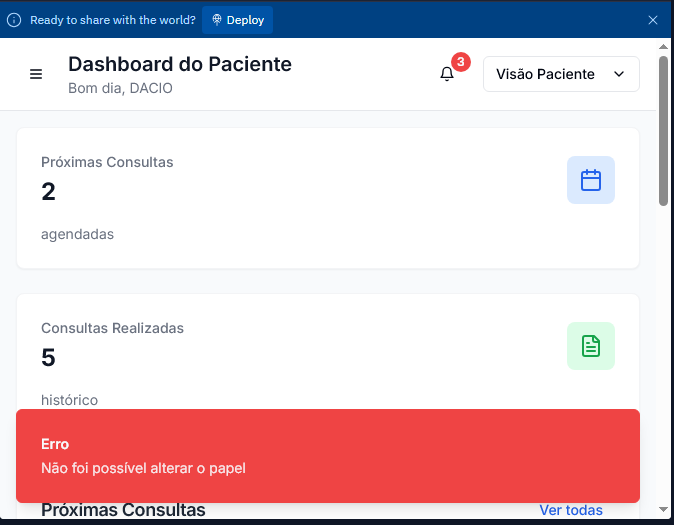 Ready to share with the world? Deploy
Dashboard do Paciente
Bom dia, DACIO
3
Visão Paciente
Próximas Consultas
2
agendadas
Consultas Realizadas
5
histórico
Erro
Não foi possível alterar o papel
Próximas Consultas
Ver todas